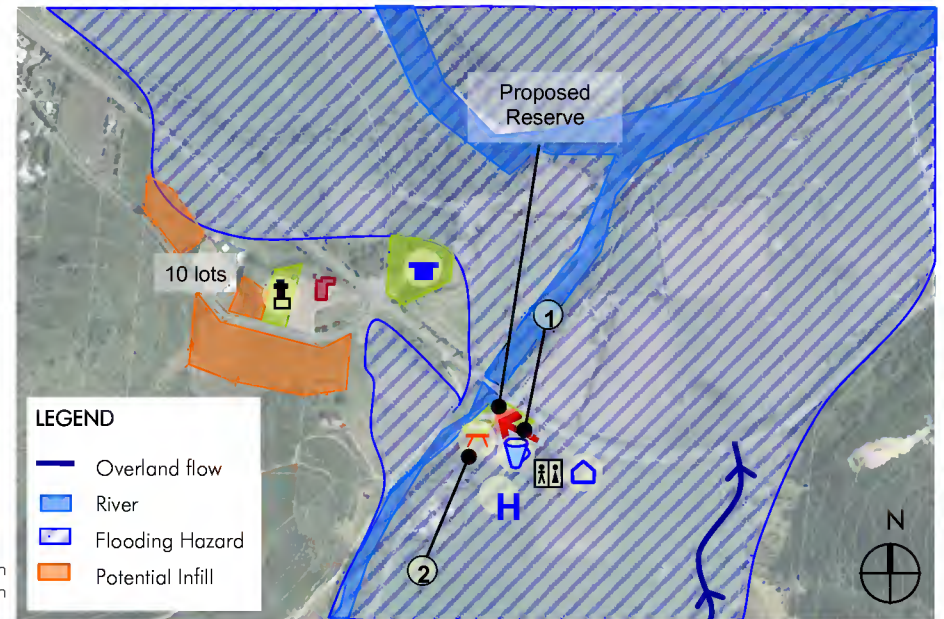 Proposed
Reserve
10 lots
1
LEGEND
Overland flow
River
Flooding Hazard
Potential Infill
H
2
N